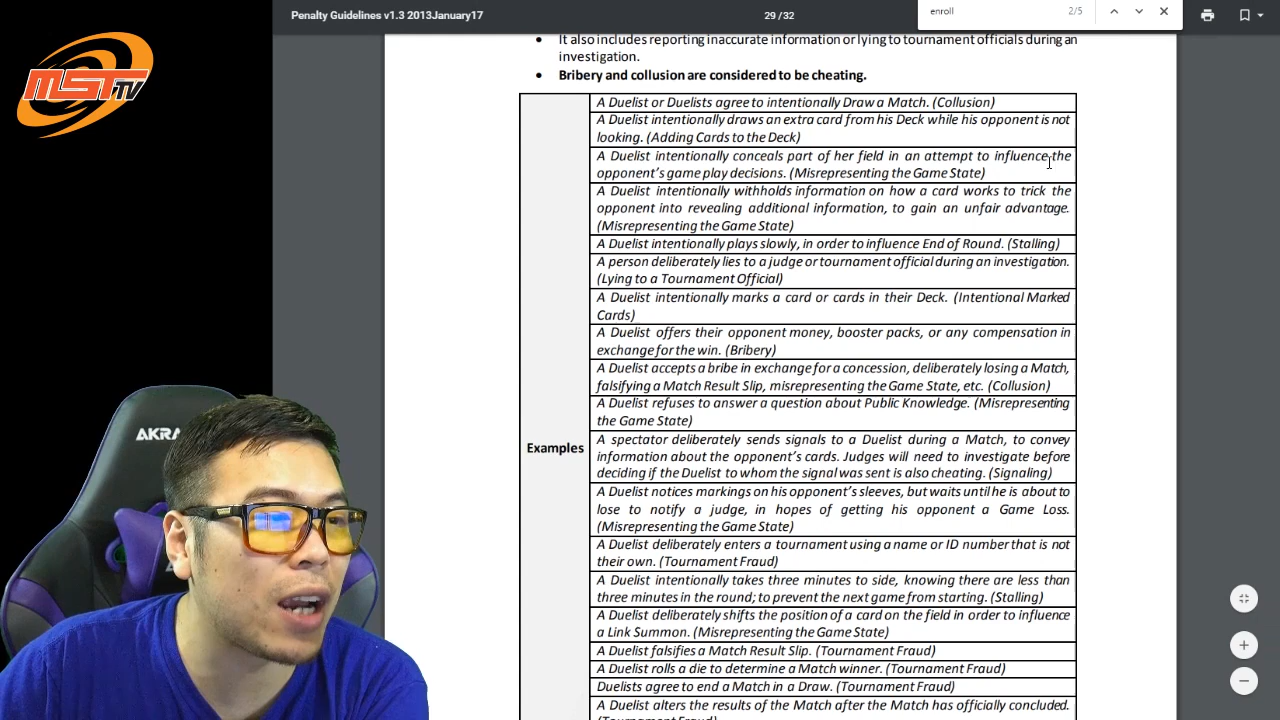 Penalty Guidelines v1.3 2013January17
29 / 32
enroll
2/5
MSTTV
It also includes reporting inaccurate information or lying to tournament officials during an
investigation.
Bribery and collusion are considered to be cheating.
A Duelist or Duelists agree to intentionally Draw a Match. (Collusion)
A Duelist intentionally draws an extra card from his Deck while his opponent is not
looking. (Adding Cards to the Deck)
A Duelist intentionally conceals part of her field in an attempt to influence the
opponent's game play decisions. (Misrepresenting the Game State)
A Duelist intentionally withholds information on how a card works to trick the
opponent into revealing additional information, to gain an unfair advantage.
(Misrepresenting the Game State)
A Duelist intentionally plays slowly, in order to influence End of Round. (Stalling)
A person deliberately lies to a judge or tournament official during an investigation.
(Lying to a Tournament Official)
A Duelist intentionally marks a card or cards in their Deck. (Intentional Marked
Cards)
A Duelist offers their opponent money, booster packs, or any compensation in
exchange for the win. (Bribery)
A Duelist accepts a bribe in exchange for a concession, deliberately losing a Match,
falsifying a Match Result Slip, misrepresenting the Game State, etc. (Collusion)
A Duelist refuses to answer a question about Public Knowledge. (Misrepresenting
the Game State)
Examples
A spectator deliberately sends signals to a Duelist during a Match, to convey
information about the opponent's cards. Judges will need to investigate before
deciding if the Duelist to whom the signal was sent is also cheating. (Signaling)
A Duelist notices markings on his opponent's sleeves, but waits until he is about to
lose to notify a judge, in hopes of getting his opponent a Game Loss.
(Misrepresenting the Game State)
A Duelist deliberately enters a tournament using a name or ID number that is not
their own. (Tournament Fraud)
A Duelist intentionally takes three minutes to side, knowing there are less than
three minutes in the round; to prevent the next game from starting. (Stalling)
A Duelist deliberately shifts the position of a card on the field in order to influence
a Link Summon. (Misrepresenting the Game State)
A Duelist falsifies a Match Result Slip. (Tournament Fraud)
A Duelist rolls a die to determine a Match winner. (Tournament Fraud)
Duelists agree to end a Match in a Draw. (Tournament Fraud)
A Duelist alters the results of the Match after the Match has officially concluded.
(Tournament Fraud)